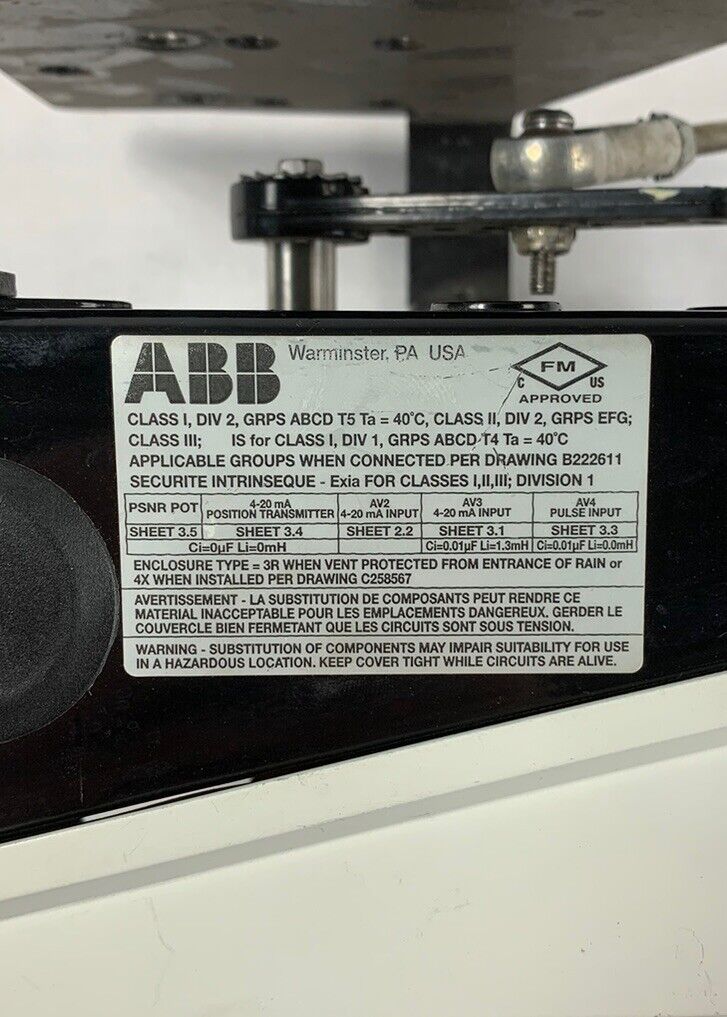 ABB Warminster, PA USA
FM
C US
APPROVED
CLASS I, DIV 2, GRPS ABCD T5 Ta = 40°C, CLASS II, DIV 2, GRPS EFG;
CLASS III; IS for CLASS I, DIV 1, GRPS ABCD T4 Ta = 40°C
APPLICABLE GROUPS WHEN CONNECTED PER DRAWING B222611
SECURITE INTRINSEQUE - Exia FOR CLASSES I,II,III; DIVISION 1
PSNR POT 4-20 mA POSITION TRANSMITTER AV2 4-20 mA INPUT AV3 4-20 mA INPUT AV4 PULSE INPUT
SHEET 3.5 SHEET 3.4 SHEET 2.2 SHEET 3.1 SHEET 3.3
Ci=0µF Li=0mH Ci=0.01µF Li=1.3mH Ci=0.01µF Li=0.0mH
ENCLOSURE TYPE = 3R WHEN VENT PROTECTED FROM ENTRANCE OF RAIN or
4X WHEN INSTALLED PER DRAWING C258567
AVERTISSEMENT - LA SUBSTITUTION DE COMPOSANTS PEUT RENDRE CE
MATERIAL INACCEPTABLE POUR LES EMPLACEMENTS DANGEREUX. GERDER LE
COUVERCLE BIEN FERMETANT QUE LES CIRCUITS SONT SOUS TENSION.
WARNING - SUBSTITUTION OF COMPONENTS MAY IMPAIR SUITABILITY FOR USE
IN A HAZARDOUS LOCATION. KEEP COVER TIGHT WHILE CIRCUITS ARE ALIVE.